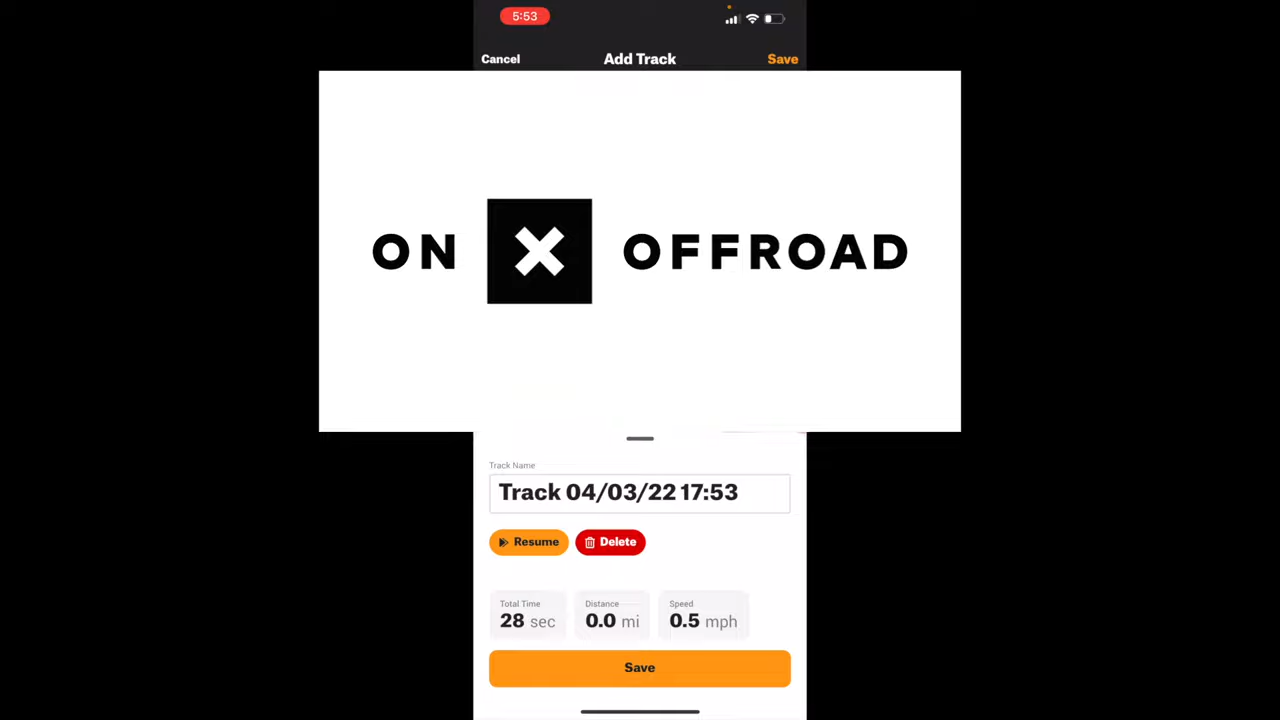 5:53
Cancel Add Track Save
ON X OFFROAD
Track Name
Track 04/03/22 17:53
Resume Delete
Total Time Distance Speed
28 sec 0.0 mi 0.5 mph
Save